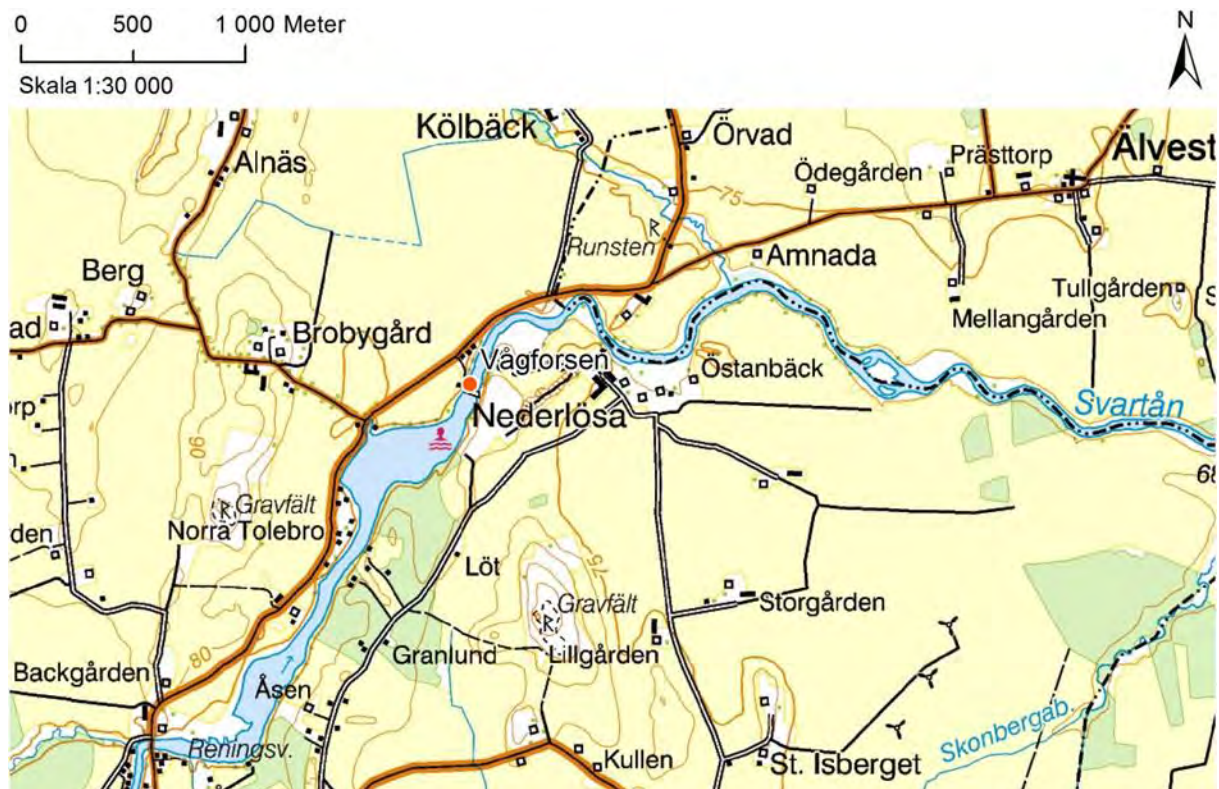 0 500 1 000 Meter
Skala 1:30 000
N
Kölbäck
Örvad
Prästtorp
Älvest
Alnäs
Ödegården
75
Runsten
Amnada
Berg
Tullgården
ad
Brobygård
Mellangården
Vågforsen
Östanbäck
Svartån
Nederlösa
90
68
Gravfält
Norra Tolebro
den
Löt
75
Gravfält
Storgården
Granlund
Lillgården
80
Backgården
Åsen
Reningsv.
Kullen
St. Isberget
Skonbergab.